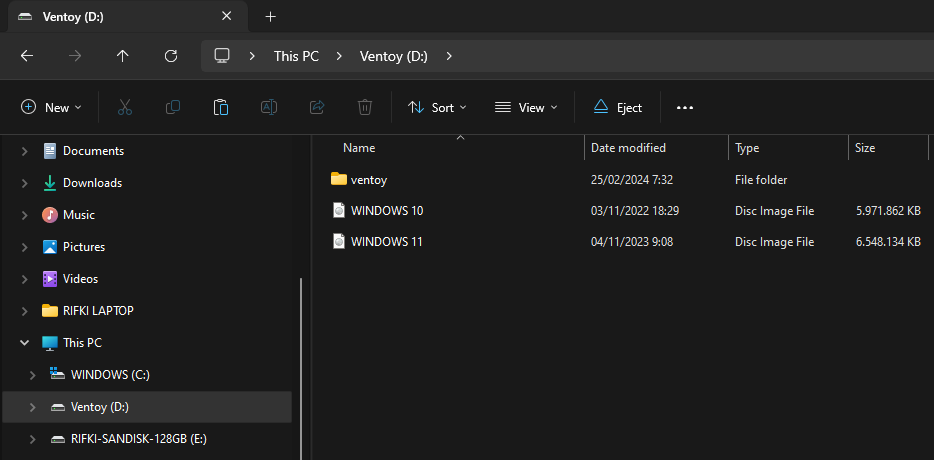 Ventoy (D:)
This PC Ventoy (D:)
New Sort View Eject
Name Date modified Type Size
Documents
Downloads
Music
Pictures
Videos
RIFKI LAPTOP
This PC
WINDOWS (C:)
Ventoy (D:)
RIFKI-SANDISK-128GB (E:)
ventoy 25/02/2024 7:32 File folder
WINDOWS 10 03/11/2022 18:29 Disc Image File 5.971.862 KB
WINDOWS 11 04/11/2023 9:08 Disc Image File 6.548.134 KB